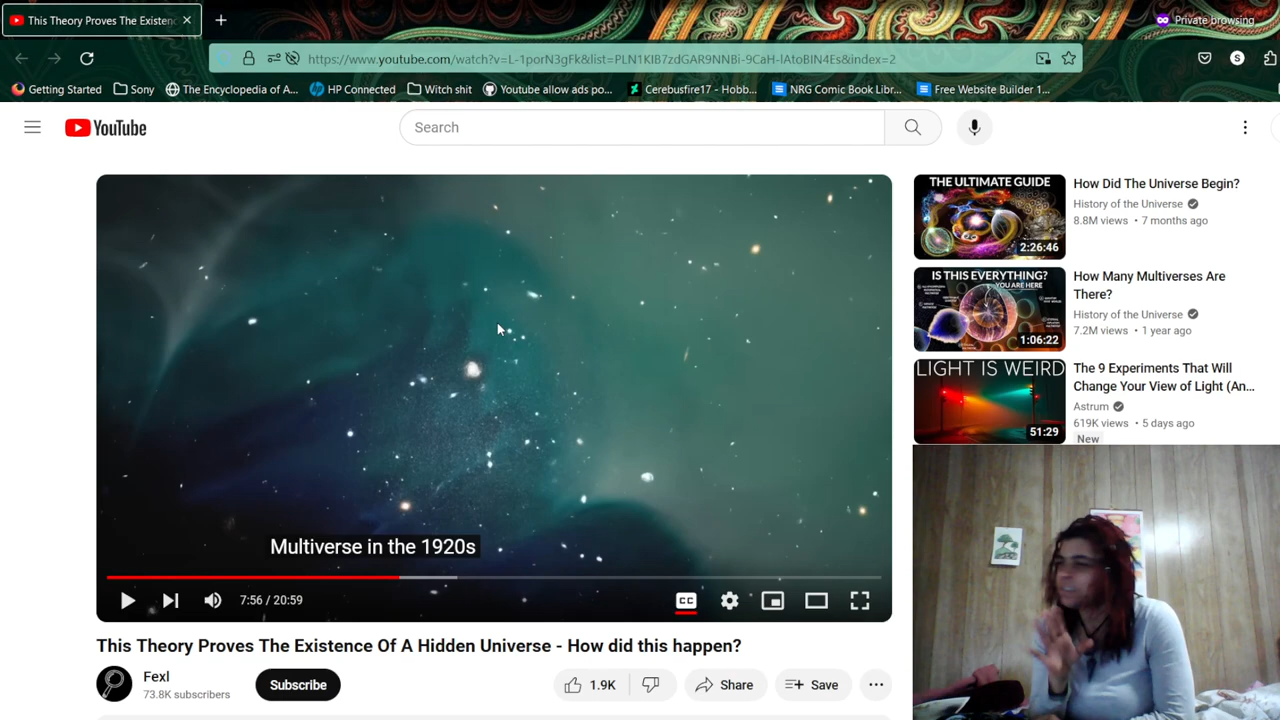 This Theory Proves The Existenc
Private browsing
https://www.youtube.com/watch?v=L-1porN3gFk&list=PLN1KIB7zdGAR9NNBi-9CaH-IAtoBIN4Es&index=2
S
Getting Started
Sony
The Encyclopedia of A...
HP Connected
Witch shit
Youtube allow ads po...
Cerebusfire17 - Hobb...
NRG Comic Book Libr...
Free Website Builder 1...
YouTube
Search
Multiverse in the 1920s
7:56 / 20:59
CC
This Theory Proves The Existence Of A Hidden Universe - How did this happen?
Fexl
73.8K subscribers
Subscribe
1.9K
Share
Save
THE ULTIMATE GUIDE
2:26:46
How Did The Universe Begin?
History of the Universe
8.8M views • 7 months ago
IS THIS EVERYTHING?
YOU ARE HERE
1:06:22
How Many Multiverses Are
There?
History of the Universe
7.2M views • 1 year ago
LIGHT IS WEIRD
51:29
The 9 Experiments That Will
Change Your View of Light (An...
Astrum
619K views • 5 days ago
New